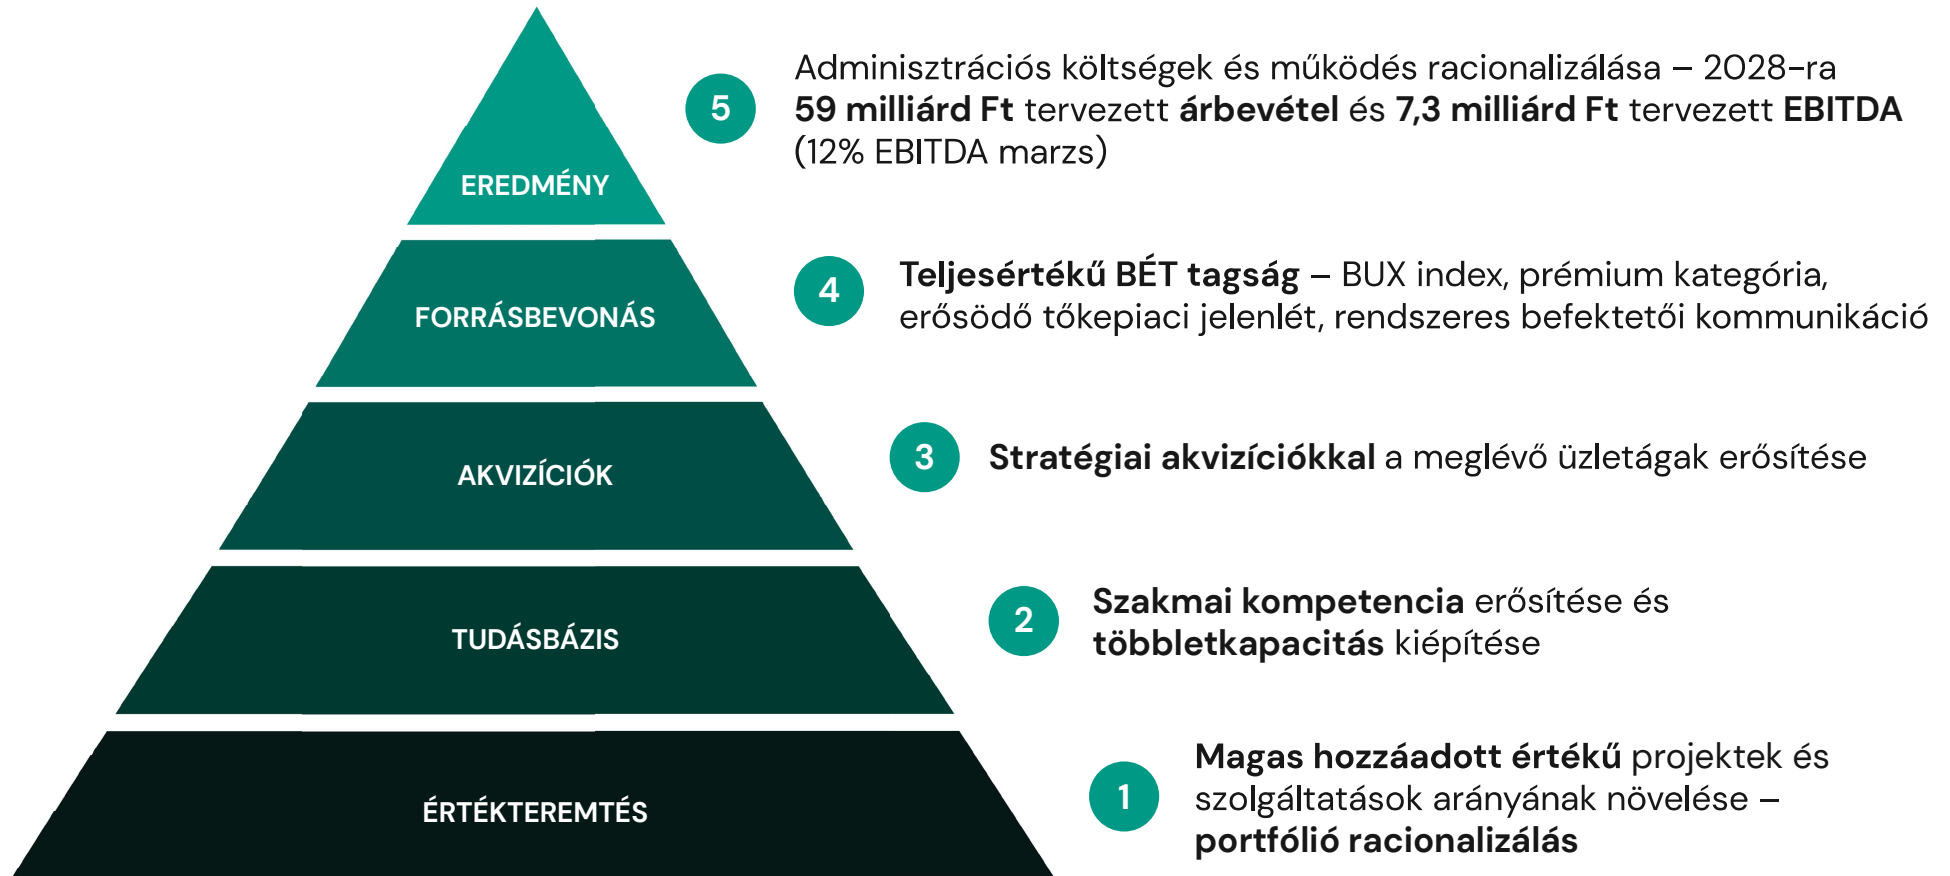 EREDMÉNY
5
Adminisztrációs költségek és működés racionalizálása – 2028-ra
59 milliárd Ft tervezett árbevétel és 7,3 milliárd Ft tervezett EBITDA
(12% EBITDA marzs)
FORRÁSBEVONÁS
4
Teljesértékű BÉT tagság – BUX index, prémium kategória,
erősödő tőkepiaci jelenlét, rendszeres befektetői kommunikáció
AKVIZÍCIÓK
3
Stratégiai akvizíciókkal a meglévő üzletágak erősítése
TUDÁSBÁZIS
2
Szakmai kompetencia erősítése és
többletkapacitás kiépítése
ÉRTÉKTEREMTÉS
1
Magas hozzáadott értékű projektek és
szolgáltatások arányának növelése –
portfólió racionalizálás